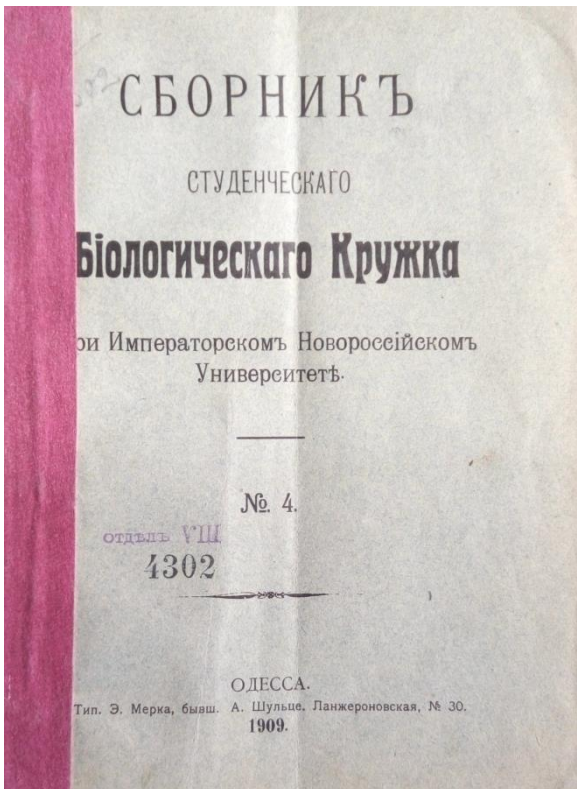 СБОРНИКЪ
СТУДЕНЧЕСКАГО
Біологическаго Кружка
ри Императорскомъ Новороссійскомъ
Университетѣ.
№. 4.
отдѣлъ VIII
4302
ОДЕССА.
Тип. Э. Мерка, бывш. А. Шульце, Ланжероновская, № 30.
1909.